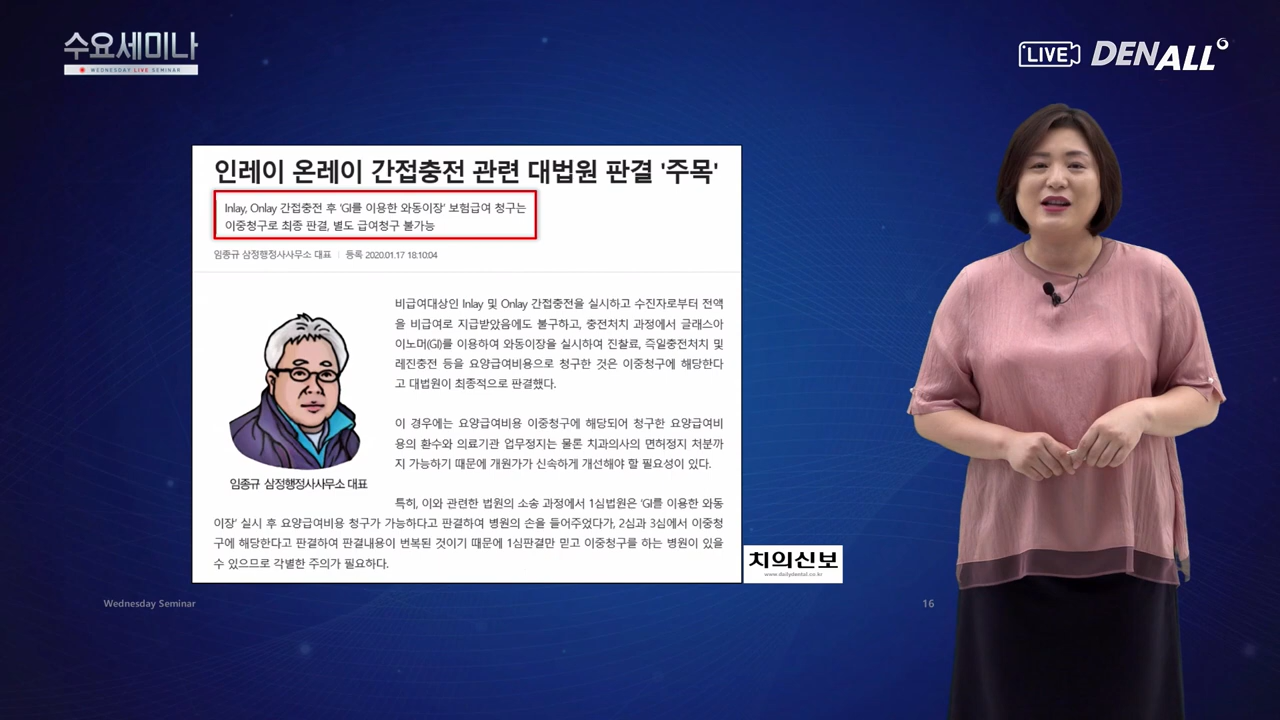 수요세미나
WEDNESDAY LIVE SEMINAR
LIVE
DENALL
인레이 온레이 간접충전 관련 대법원 판결 '주목'
Inlay, Onlay 간접충전 후 'GI를 이용한 와동이장' 보험급여 청구는
이중청구로 최종 판결, 별도 급여청구 불가능
임종규 삼정행정사사무소 대표 | 등록 2020.01.17 18:10:04
비급여대상인 Inlay 및 Onlay 간접충전을 실시하고 수진자로부터 전액
을 비급여로 지급받았음에도 불구하고, 충전처치 과정에서 글래스아
이노머(GI)를 이용하여 와동이장을 실시하여 진찰료, 즉일충전처치 및
레진충전 등을 요양급여비용으로 청구한 것은 이중청구에 해당한다
고 대법원이 최종적으로 판결했다.
이 경우에는 요양급여비용 이중청구에 해당되어 청구한 요양급여비
용의 환수와 의료기관 업무정지는 물론 치과의사의 면허정지 처분까
지 가능하기 때문에 개원가가 신속하게 개선해야 할 필요성이 있다.
임종규 삼정행정사사무소 대표
특히, 이와 관련한 법원의 소송 과정에서 1심법원은 'GI를 이용한 와동
이장' 실시 후 요양급여비용 청구가 가능하다고 판결하여 병원의 손을 들어주었다가, 2심과 3심에서 이중청
구에 해당한다고 판결하여 판결내용이 번복된 것이기 때문에 1심판결만 믿고 이중청구를 하는 병원이 있을
수 있으므로 각별한 주의가 필요하다.
치의신보
www.dailydental.co.kr
Wednesday Seminar
16